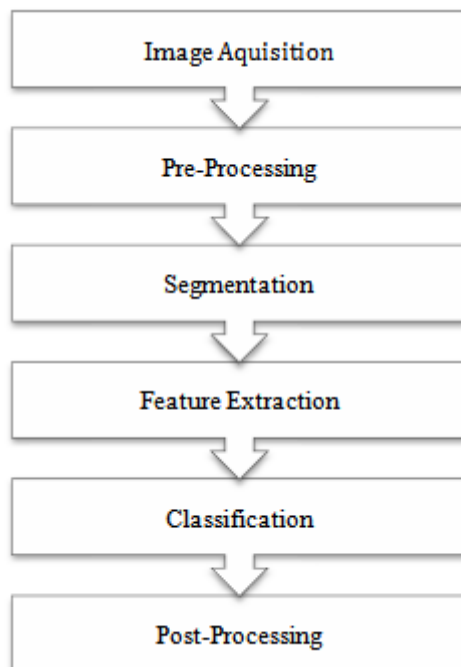 Image Aquisition
Pre-Processing
Segmentation
Feature Extraction
Classification
Post-Processing